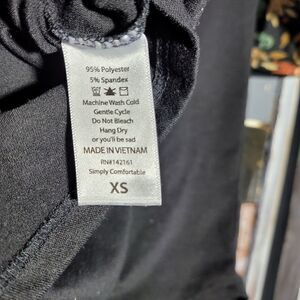 95% Polyester
5% Spandex
Machine Wash Cold
Gentle Cycle
Do Not Bleach
Hang Dry
or you'll be sad
MADE IN VIETNAM
RN#142161
Simply Comfortable
XS